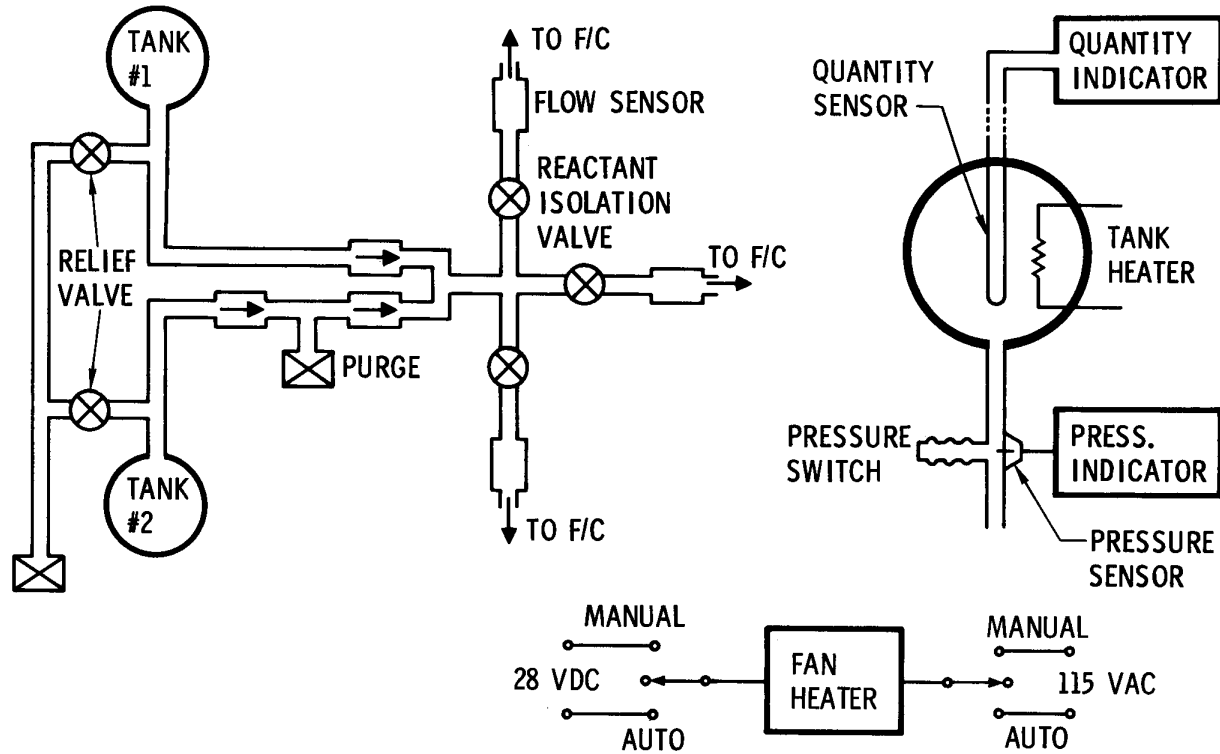 TANK
#1
TO F/C
FLOW SENSOR
REACTANT
ISOLATION
VALVE
TO F/C
RELIEF
VALVE
PURGE
TANK
#2
TO F/C
QUANTITY
SENSOR
QUANTITY
INDICATOR
TANK
HEATER
PRESSURE
SWITCH
PRESS.
INDICATOR
PRESSURE
SENSOR
MANUAL
28 VDC
AUTO
FAN
HEATER
MANUAL
115 VAC
AUTO